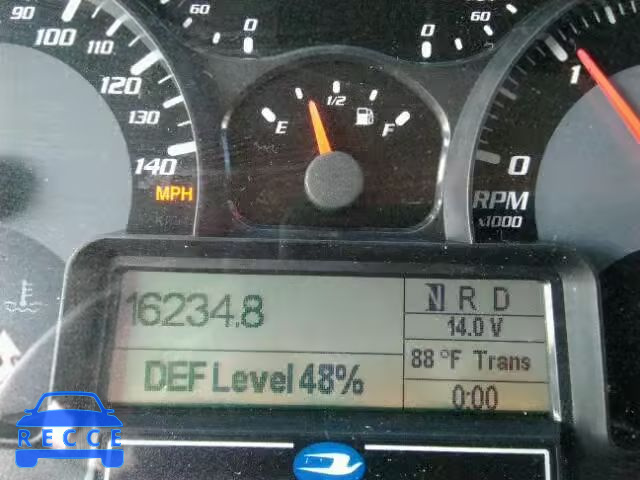 90
100
110
120
130
140
MPH
60
0
0
60
E
1/2
F
1
0
RPM
x1000
16234.8
N R D
14.0 V
DEF Level 48%
88 °F Trans
0:00
RECCE